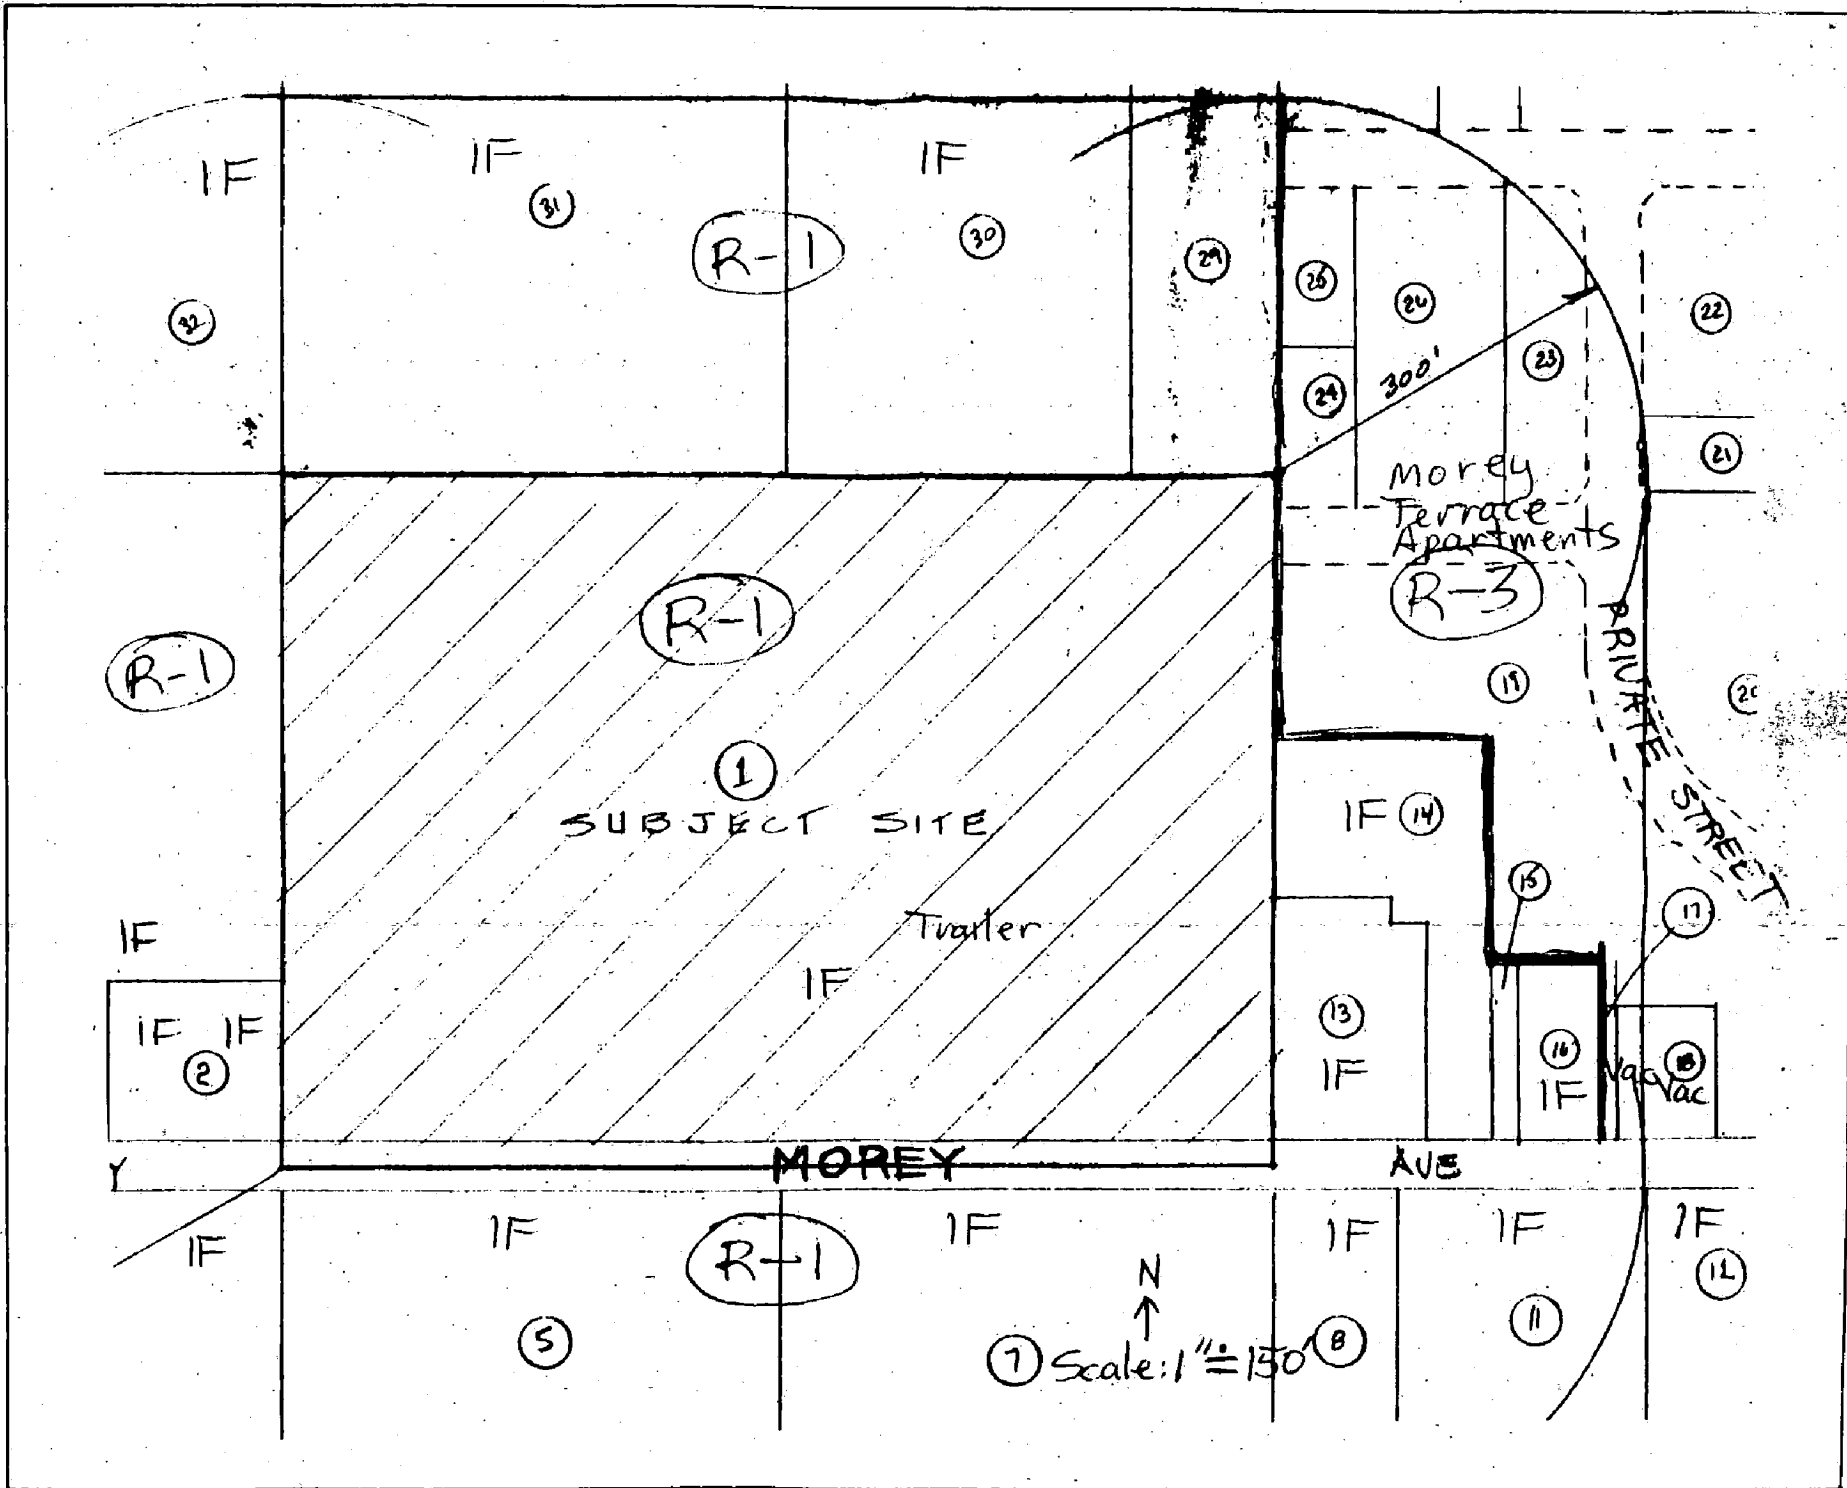 1F
1F
31
1F
30
29
R-1
32
25
26
24
23
22
21
300'
Morey
Terrace
Apartments
R-3
R-1
R-1
PRIVATE STREET
19
1
SUBJECT SITE
1F 14
15
17
Trailer
1F
1F
1F 1F
2
13
1F
16
1F
Vac
18
Vac
Y
MOREY AVE
1F
1F
R-1
1F
1F
1F
1F
12
N
5
7 Scale: 1"=150'
8
11